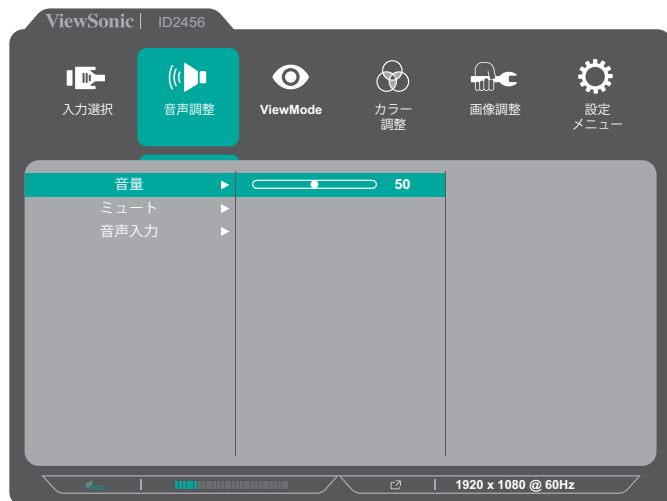 ViewSonic | ID2456
入力選択
音声調整
ViewMode
カラー
調整
画像調整
設定
メニュー
音量 50
ミュート
音声入力
1920 x 1080 @ 60Hz